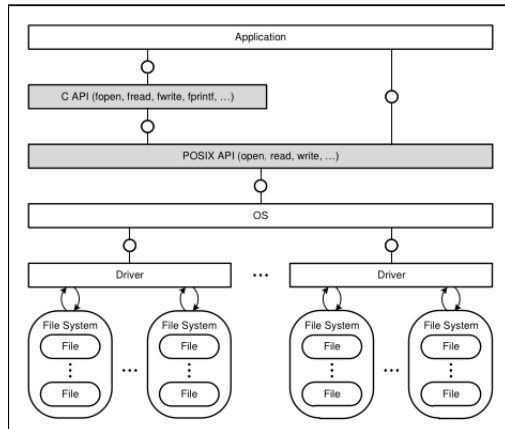 Application
C API (fopen, fread, fwrite, fprintf, ...)
POSIX API (open, read, write, ...)
OS
Driver ... Driver
File System File System File System File System
File File File File
... ...
File File File File